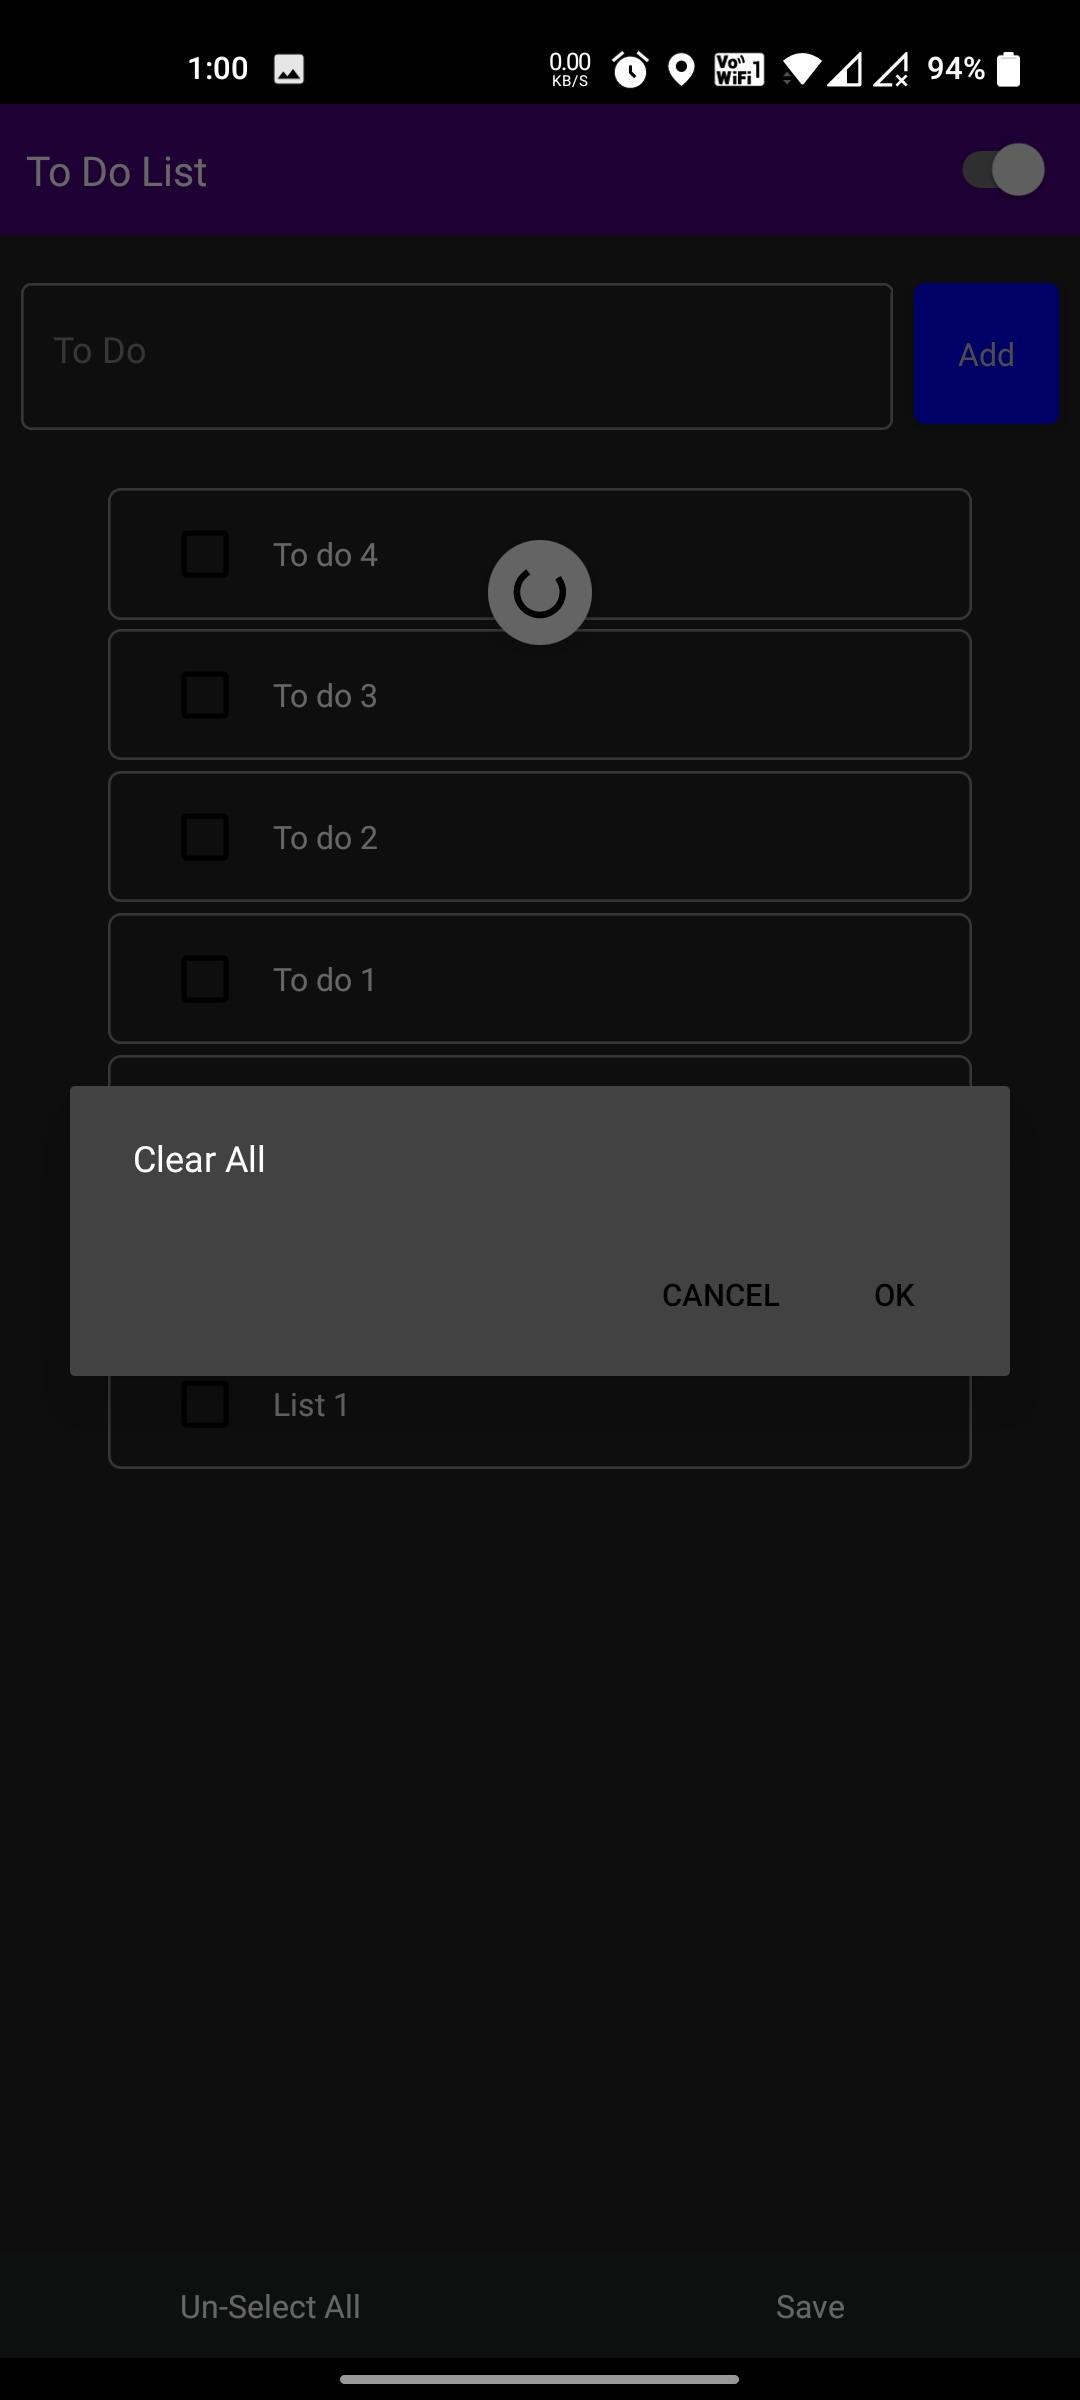 1:00 0.00 KB/S Vo WiFi 1 94%
To Do List
To Do
Add
To do 4
To do 3
To do 2
To do 1
Clear All
CANCEL OK
List 1
Un-Select All Save